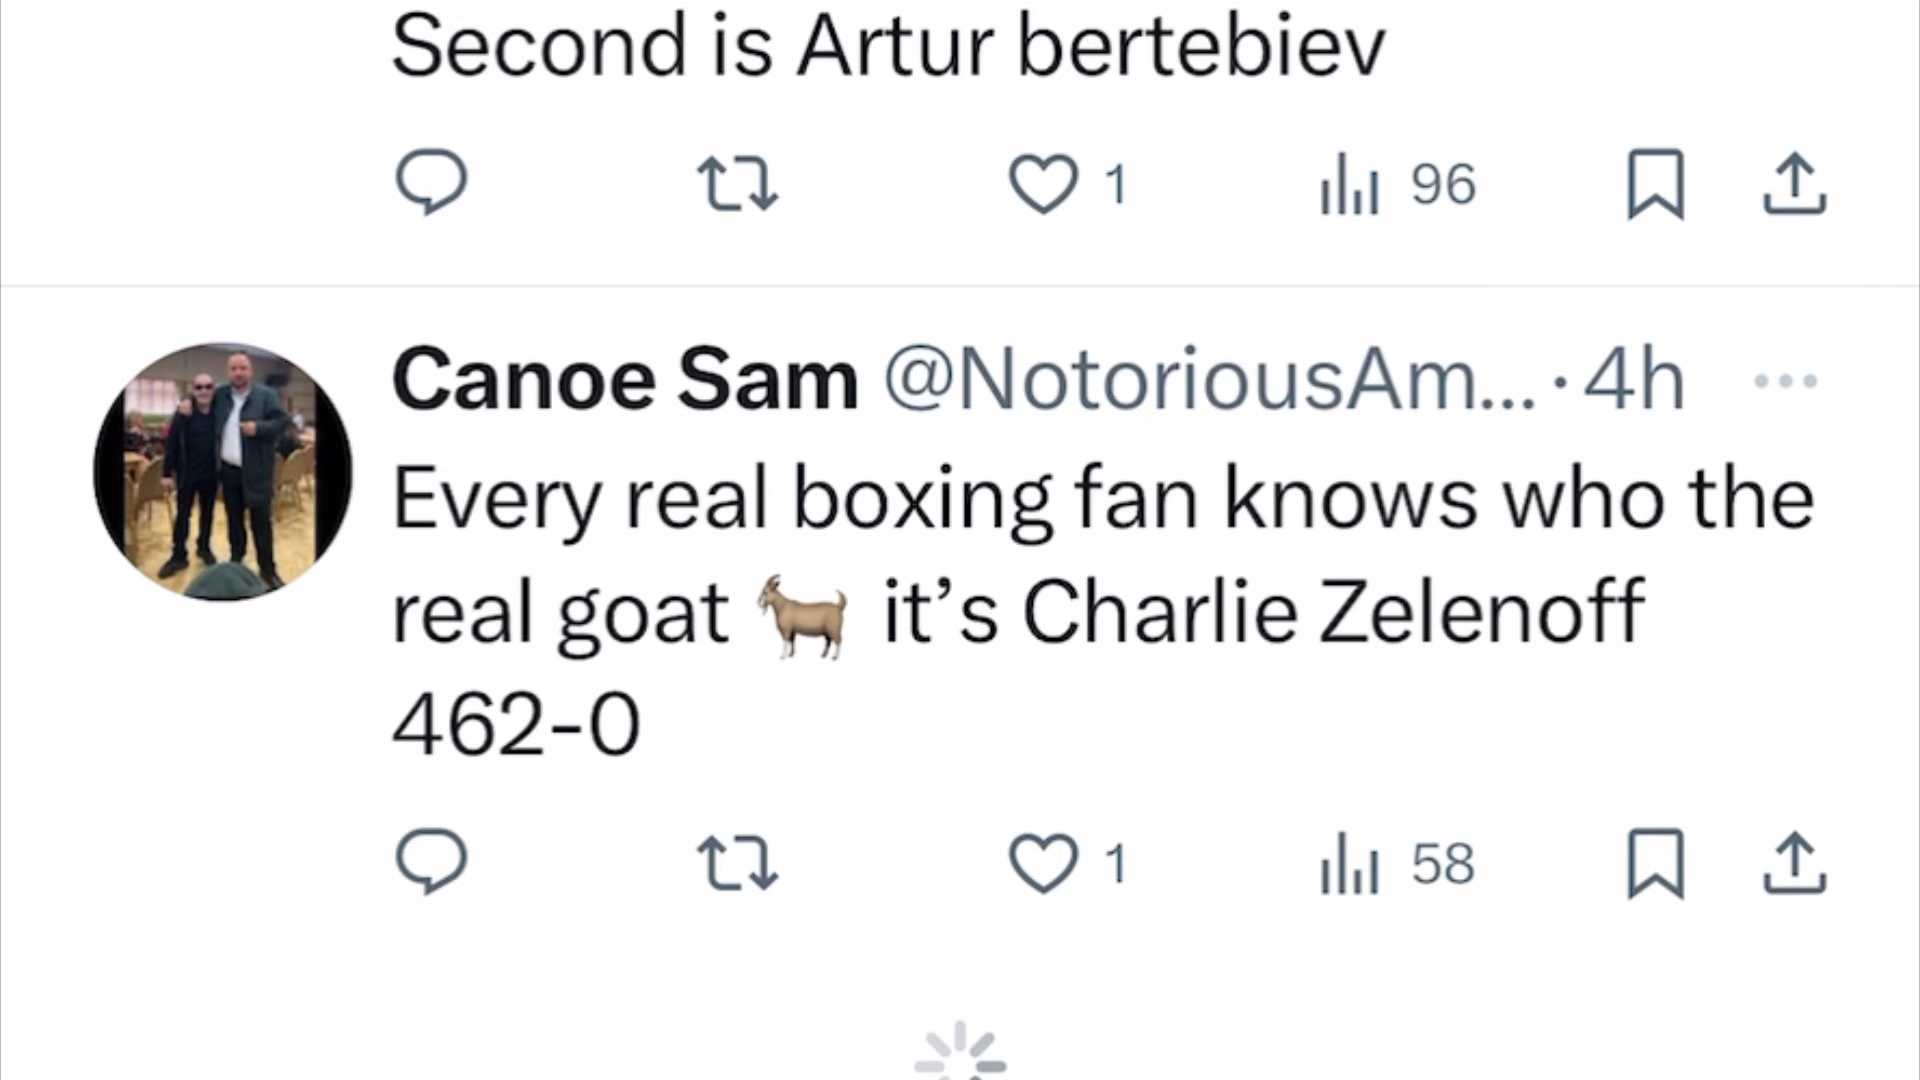 Second is Artur bertebiev
1 96
Canoe Sam @NotoriousAm... · 4h
Every real boxing fan knows who the
real goat 🐐 it’s Charlie Zelenoff
462-0
1 58